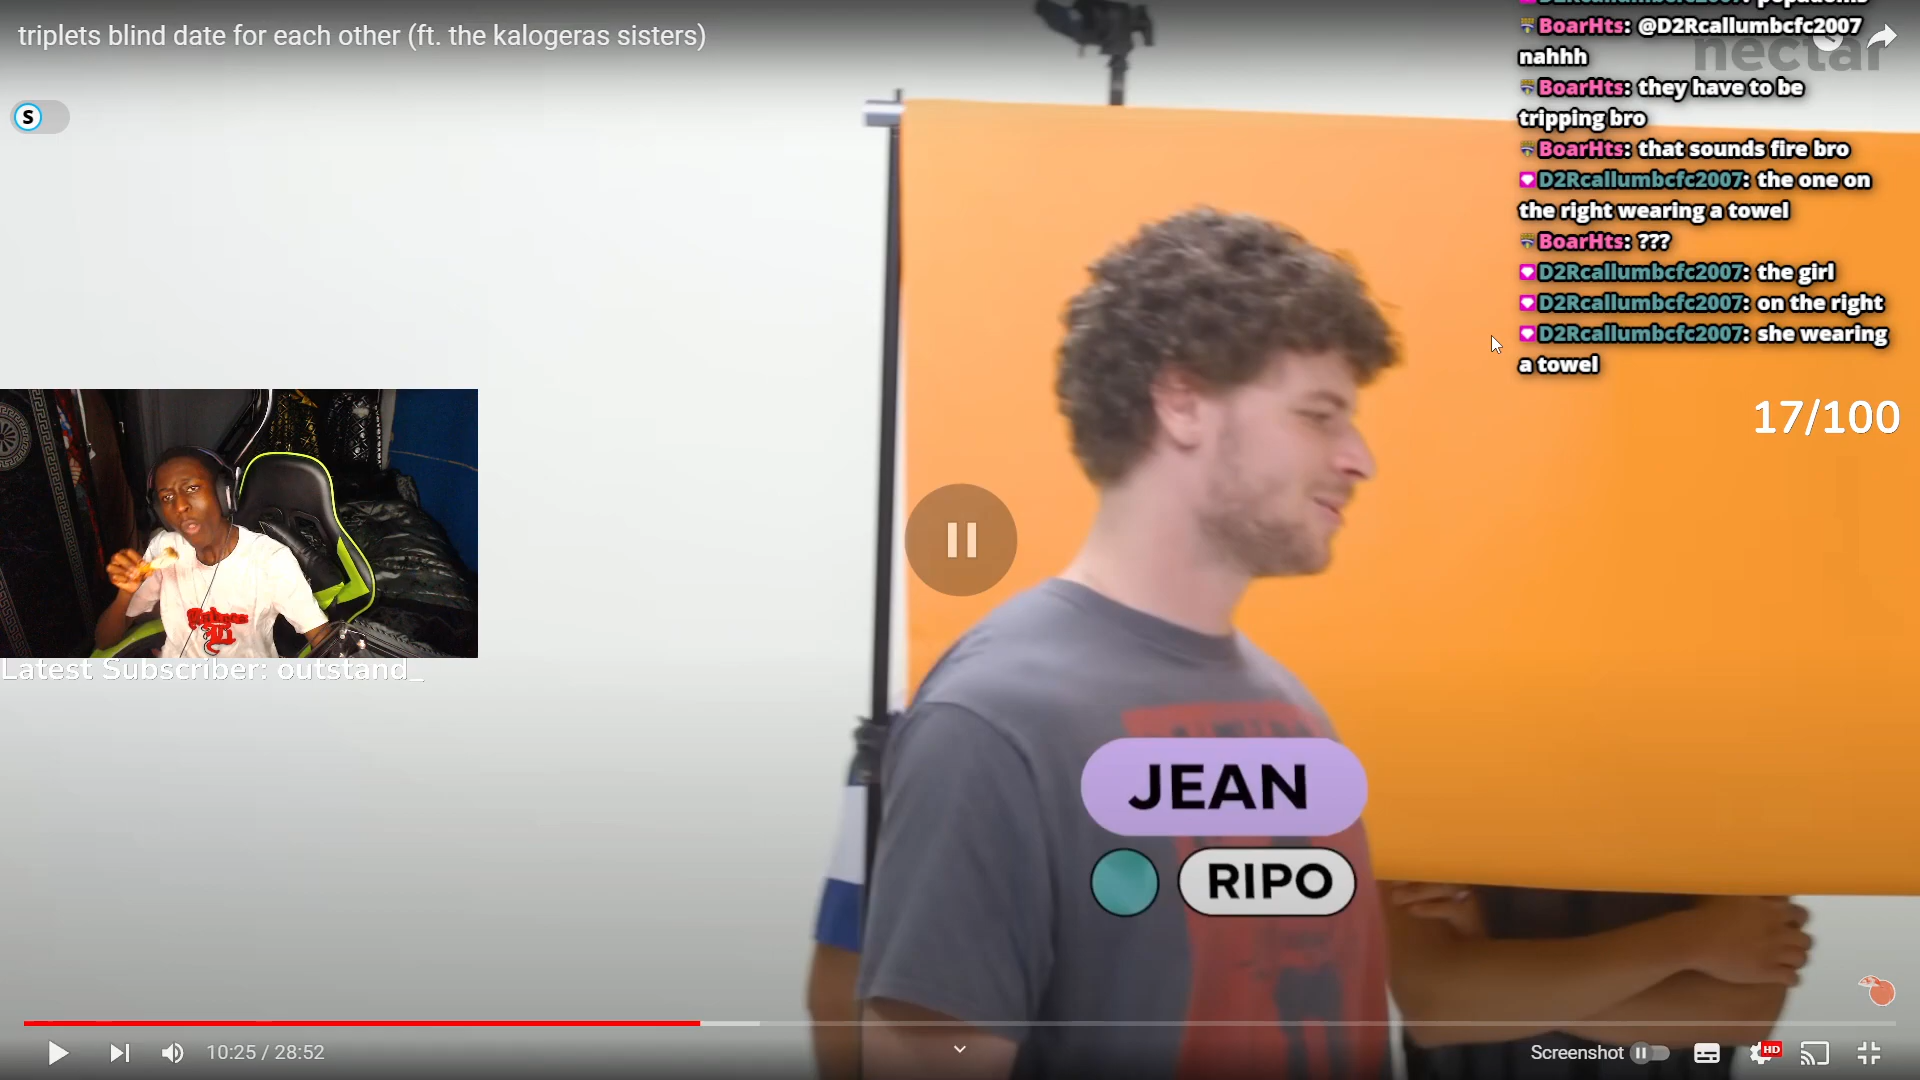 triplets blind date for each other (ft. the kalogeras sisters)
nectar
S
BoarHts: @D2Rcallumbcfc2007
nahhh
BoarHts: they have to be
tripping bro
BoarHts: that sounds fire bro
D2Rcallumbcfc2007: the one on
the right wearing a towel
BoarHts: ???
D2Rcallumbcfc2007: the girl
D2Rcallumbcfc2007: on the right
D2Rcallumbcfc2007: she wearing
a towel
17/100
Latest Subscriber: outstand_
JEAN
RIPO
10:25 / 28:52
Screenshot
HD